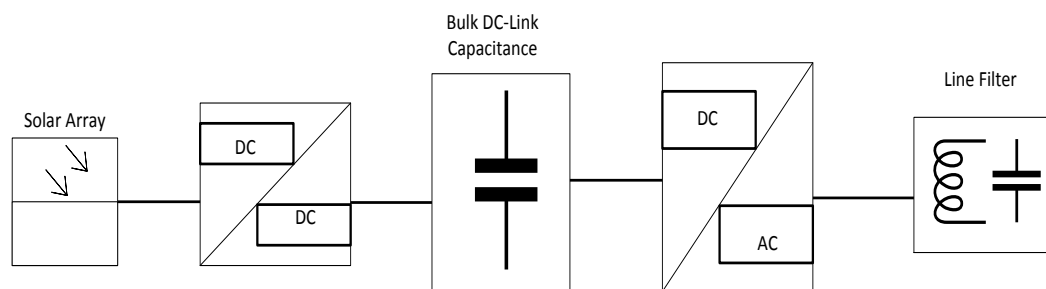 Solar Array
DC
DC
Bulk DC-Link
Capacitance
DC
AC
Line Filter